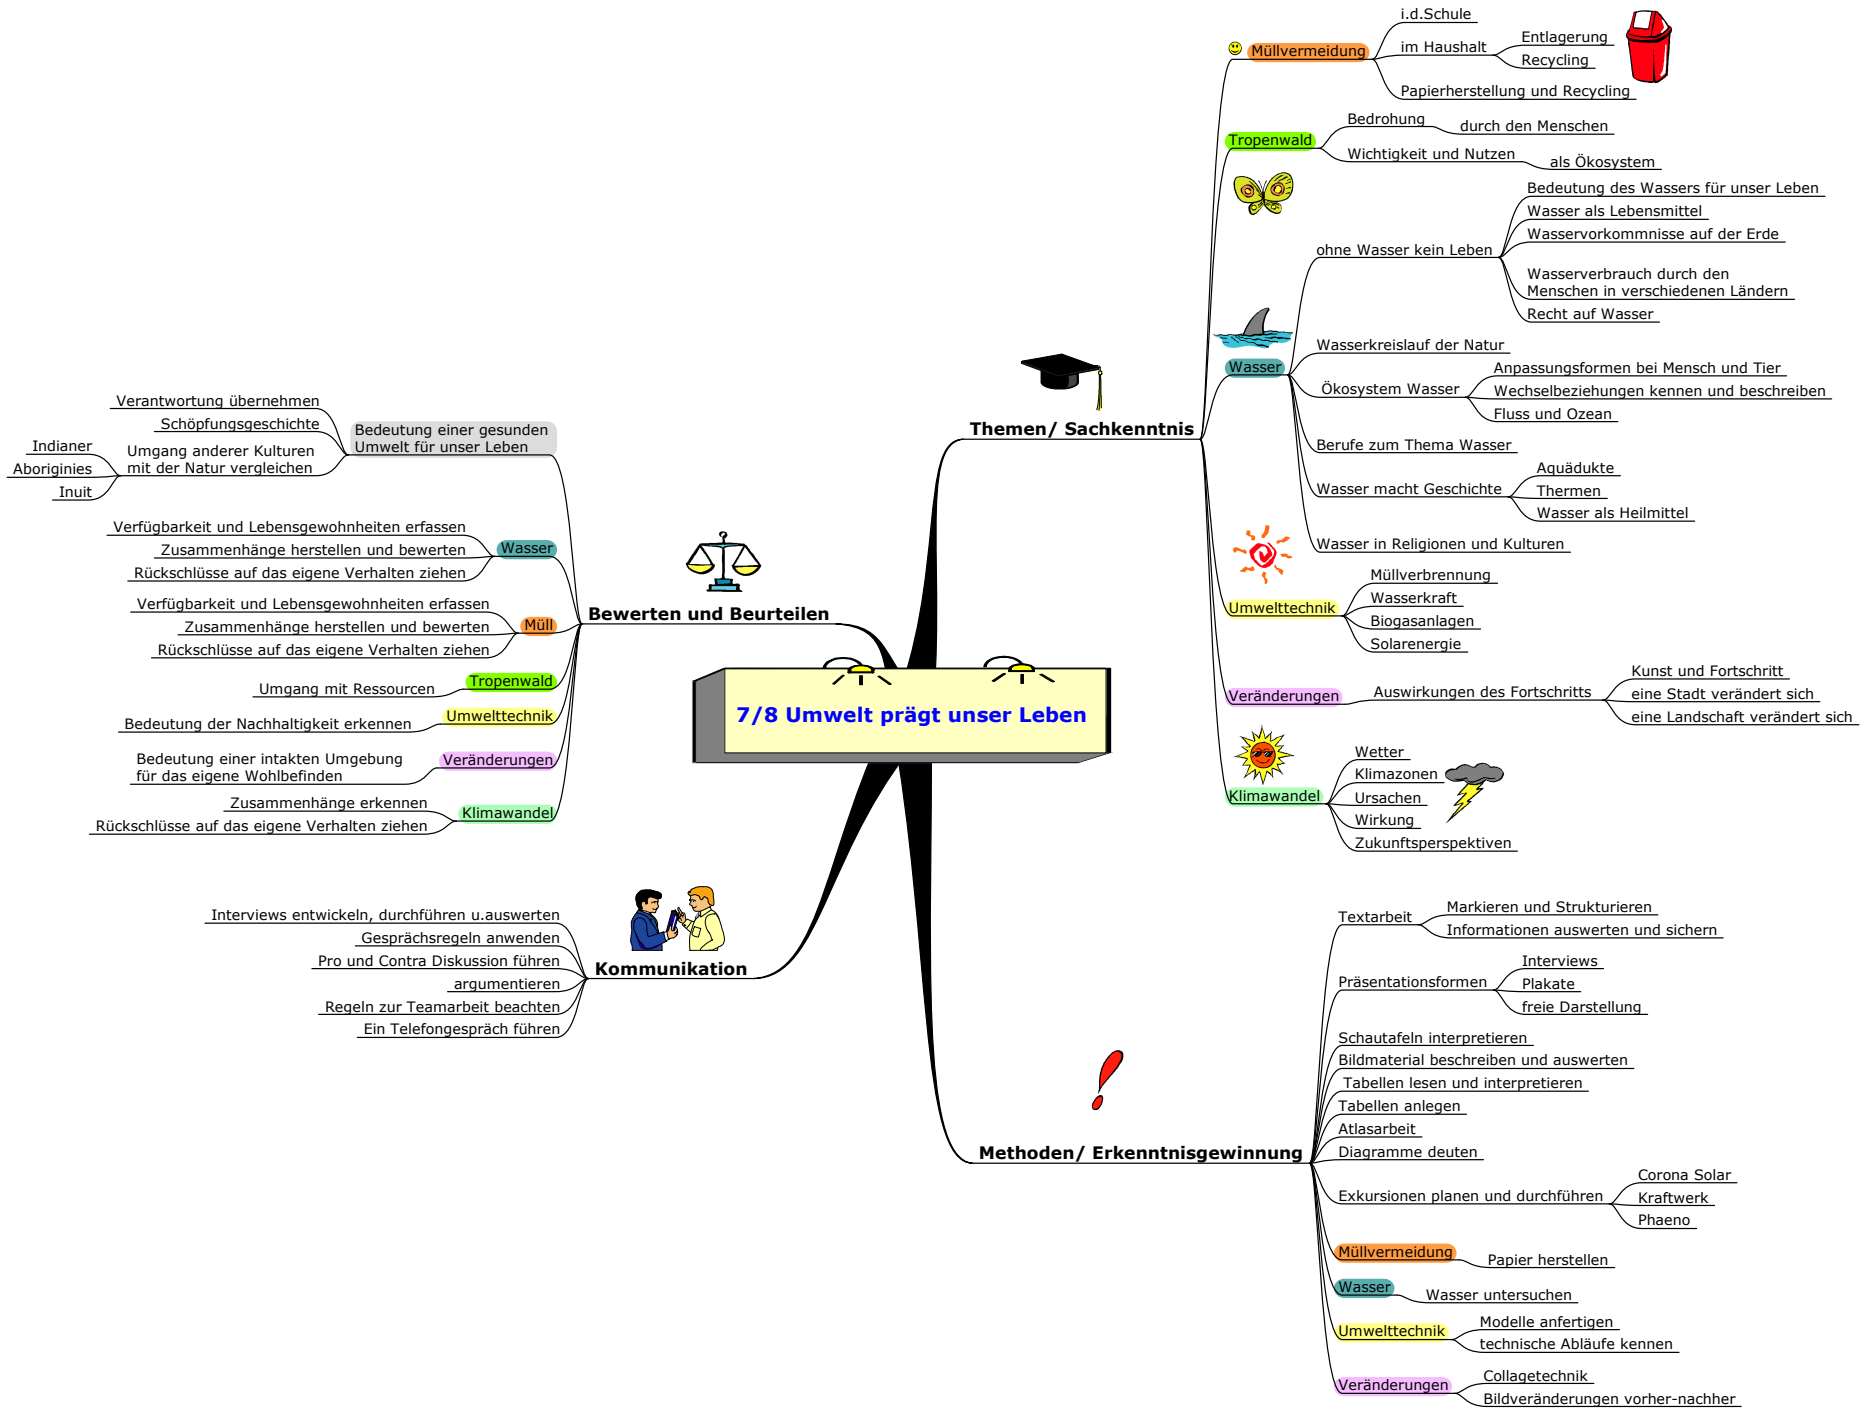 7/8 Umwelt prägt unser Leben
Themen/ Sachkenntnis
Müllvermeidung
i.d.Schule
im Haushalt
Entlagerung
Recycling
Papierherstellung und Recycling
Tropenwald
Bedrohung
durch den Menschen
Wichtigkeit und Nutzen
als Ökosystem
Wasser
ohne Wasser kein Leben
Bedeutung des Wassers für unser Leben
Wasser als Lebensmittel
Wasservorkommnisse auf der Erde
Wasserverbrauch durch den
Menschen in verschiedenen Ländern
Recht auf Wasser
Wasserkreislauf der Natur
Ökosystem Wasser
Anpassungsformen bei Mensch und Tier
Wechselbeziehungen kennen und beschreiben
Fluss und Ozean
Berufe zum Thema Wasser
Wasser macht Geschichte
Aquädukte
Thermen
Wasser als Heilmittel
Wasser in Religionen und Kulturen
Umwelttechnik
Müllverbrennung
Wasserkraft
Biogasanlagen
Solarenergie
Veränderungen
Auswirkungen des Fortschritts
Kunst und Fortschritt
eine Stadt verändert sich
eine Landschaft verändert sich
Klimawandel
Wetter
Klimazonen
Ursachen
Wirkung
Zukunftsperspektiven
Methoden/ Erkenntnisgewinnung
Textarbeit
Markieren und Strukturieren
Informationen auswerten und sichern
Präsentationsformen
Interviews
Plakate
freie Darstellung
Schautafeln interpretieren
Bildmaterial beschreiben und auswerten
Tabellen lesen und interpretieren
Tabellen anlegen
Atlasarbeit
Diagramme deuten
Exkursionen planen und durchführen
Corona Solar
Kraftwerk
Phaeno
Müllvermeidung
Papier herstellen
Wasser
Wasser untersuchen
Umwelttechnik
Modelle anfertigen
technische Abläufe kennen
Veränderungen
Collagetechnik
Bildveränderungen vorher-nachher
Bewerten und Beurteilen
Bedeutung einer gesunden
Umwelt für unser Leben
Verantwortung übernehmen
Schöpfungsgeschichte
Umgang anderer Kulturen
mit der Natur vergleichen
Indianer
Aboriginies
Inuit
Wasser
Verfügbarkeit und Lebensgewohnheiten erfassen
Zusammenhänge herstellen und bewerten
Rückschlüsse auf das eigene Verhalten ziehen
Müll
Verfügbarkeit und Lebensgewohnheiten erfassen
Zusammenhänge herstellen und bewerten
Rückschlüsse auf das eigene Verhalten ziehen
Tropenwald
Umgang mit Ressourcen
Umwelttechnik
Bedeutung der Nachhaltigkeit erkennen
Veränderungen
Bedeutung einer intakten Umgebung
für das eigene Wohlbefinden
Klimawandel
Zusammenhänge erkennen
Rückschlüsse auf das eigene Verhalten ziehen
Kommunikation
Interviews entwickeln, durchführen u.auswerten
Gesprächsregeln anwenden
Pro und Contra Diskussion führen
argumentieren
Regeln zur Teamarbeit beachten
Ein Telefongespräch führen